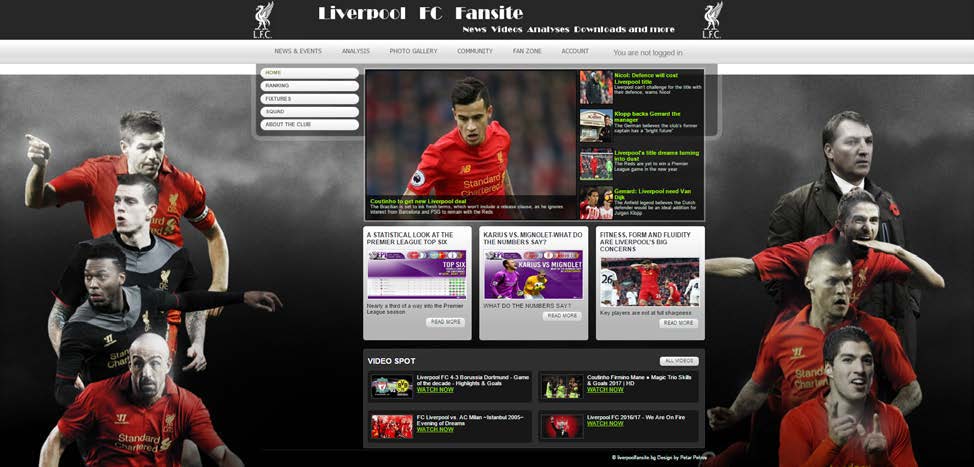 Liverpool FC Fansite
News Videos Analyses Downloads and more
L.F.C.
L.F.C.
NEWS & EVENTS
ANALYSIS
PHOTO GALLERY
COMMUNITY
FAN ZONE
ACCOUNT
You are not logged in
HOME
RANKING
FIXTURES
SQUAD
ABOUT THE CLUB
Coutinho to get new Liverpool deal
The Brazilian is set to ink fresh terms, which won't include a release clause, as he ignores
interest from Barcelona and PSG to remain with the Reds
Nicol: Defence will cost
Liverpool title
Liverpool can't challenge for the title with
their defence, warns Nicol
Klopp backs Gerrard the
manager
The German believes the club's former
captain has a "bright future"
Liverpool's title dreams turning
into dust
The Reds are yet to win a Premier
League game in the new year
Gerrard: Liverpool need Van
Dijk
The Anfield legend believes the Dutch
defender would be an ideal addition for
Jurgen Klopp
A STATISTICAL LOOK AT THE
PREMIER LEAGUE TOP SIX
TOP SIX
Nearly a third of a way into the Premier
League season
READ MORE
KARIUS VS. MIGNOLET-WHAT DO
THE NUMBERS SAY?
KARIUS VS MIGNOLET
WHAT DO THE NUMBERS SAY?
READ MORE
FITNESS, FORM AND FLUIDITY
ARE LIVERPOOL'S BIG
CONCERNS
26
Key players are not at full sharpness
READ MORE
VIDEO SPOT
ALL VIDEOS
Liverpool FC 4-3 Borussia Dortmund - Game
of the decade - Highlights & Goals
WATCH NOW
Coutinho Firmino Mane » Magic Trio Skills
& Goals 2017 | HD
WATCH NOW
FC Liverpool vs. AC Milan ~Istanbul 2005~
Evening of Dreams
WATCH NOW
Liverpool FC 2016/17 - We Are On Fire
WATCH NOW
Standard
Chartered
Standard
Chartered
© liverpoolfansite.bg Design by Petar Petrov